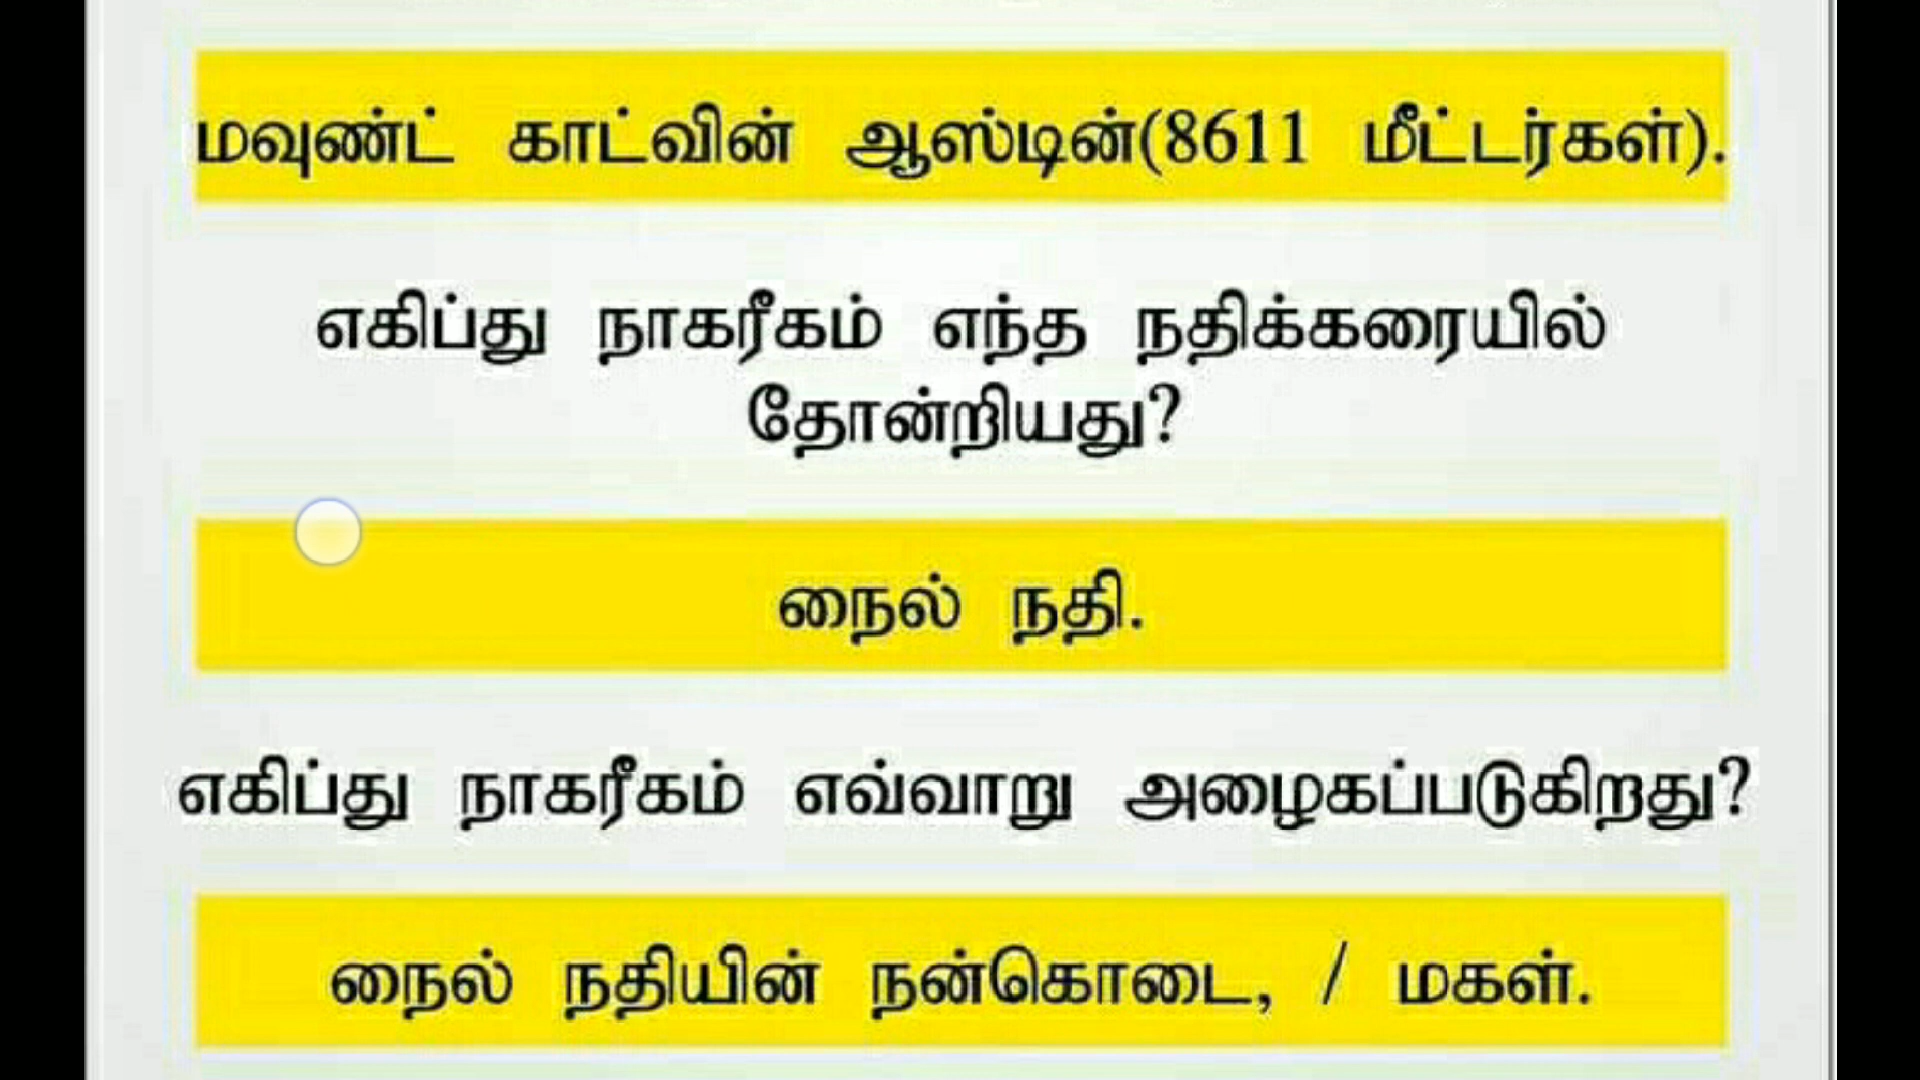 மவுண்ட் காட்வின் ஆஸ்டின்(8611 மீட்டர்கள்).
எகிப்து நாகரீகம் எந்த நதிக்கரையில்
தோன்றியது?
நைல் நதி.
எகிப்து நாகரீகம் எவ்வாறு அழைகப்படுகிறது?
நைல் நதியின் நன்கொடை, / மகள்.